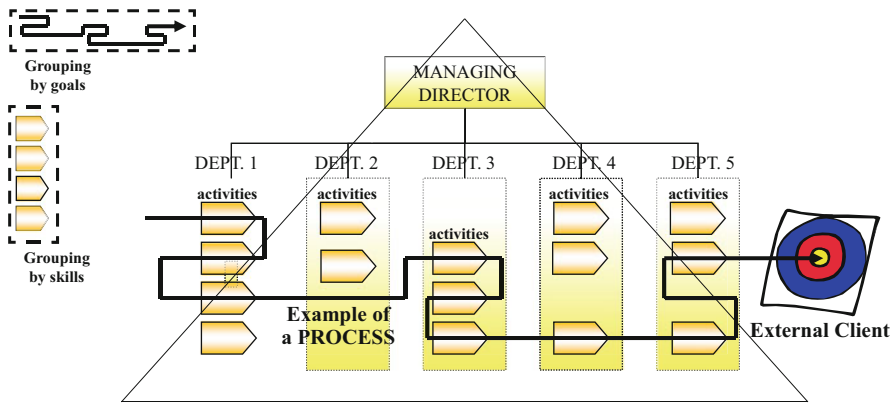 Grouping
by goals
Grouping
by skills
MANAGING
DIRECTOR
DEPT. 1
DEPT. 2
DEPT. 3
DEPT. 4
DEPT. 5
activities
activities
activities
activities
activities
Example of
a PROCESS
External Client